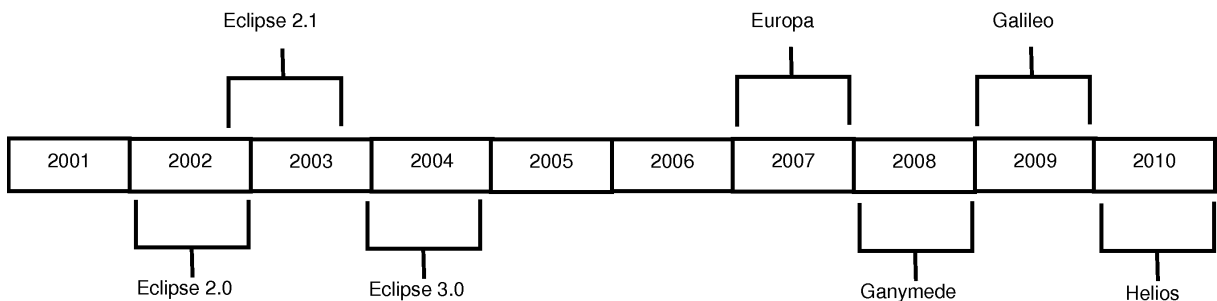 Eclipse 2.1
Europa
Galileo
2001
2002
2003
2004
2005
2006
2007
2008
2009
2010
Eclipse 2.0
Eclipse 3.0
Ganymede
Helios